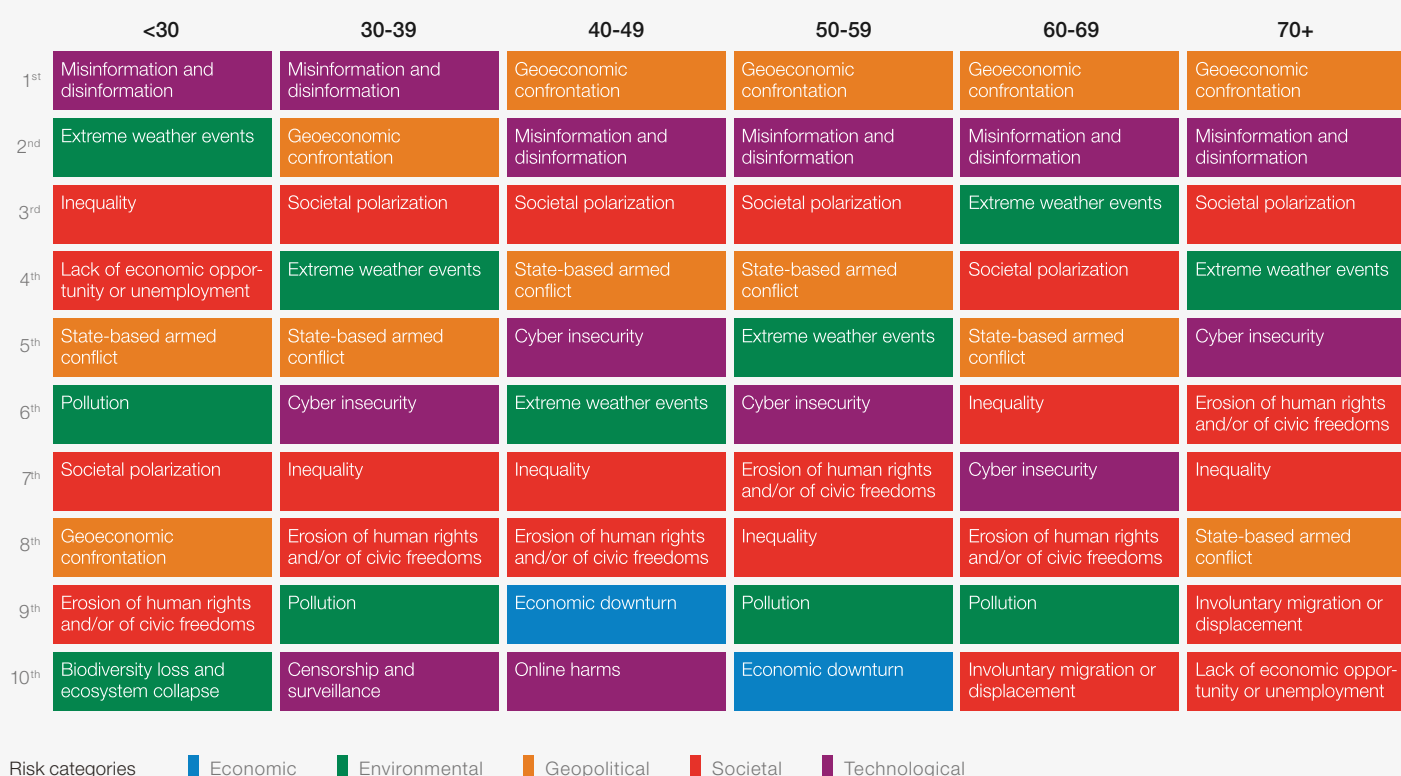 <30 30-39 40-49 50-59 60-69 70+
1st
Misinformation and
disinformation
Misinformation and
disinformation
Geoeconomic
confrontation
Geoeconomic
confrontation
Geoeconomic
confrontation
Geoeconomic
confrontation
2nd
Extreme weather events
Geoeconomic
confrontation
Misinformation and
disinformation
Misinformation and
disinformation
Misinformation and
disinformation
Misinformation and
disinformation
3rd
Inequality
Societal polarization
Societal polarization
Societal polarization
Extreme weather events
Societal polarization
4th
Lack of economic oppor-
tunity or unemployment
Extreme weather events
State-based armed
conflict
State-based armed
conflict
Societal polarization
Extreme weather events
5th
State-based armed
conflict
State-based armed
conflict
Cyber insecurity
Extreme weather events
State-based armed
conflict
Cyber insecurity
6th
Pollution
Cyber insecurity
Extreme weather events
Cyber insecurity
Inequality
Erosion of human rights
and/or of civic freedoms
7th
Societal polarization
Inequality
Inequality
Erosion of human rights
and/or of civic freedoms
Cyber insecurity
Inequality
8th
Geoeconomic
confrontation
Erosion of human rights
and/or of civic freedoms
Erosion of human rights
and/or of civic freedoms
Inequality
Erosion of human rights
and/or of civic freedoms
State-based armed
conflict
9th
Erosion of human rights
and/or of civic freedoms
Pollution
Economic downturn
Pollution
Pollution
Involuntary migration or
displacement
10th
Biodiversity loss and
ecosystem collapse
Censorship and
surveillance
Online harms
Economic downturn
Involuntary migration or
displacement
Lack of economic oppor-
tunity or unemployment
Risk categories Economic Environmental Geopolitical Societal Technological